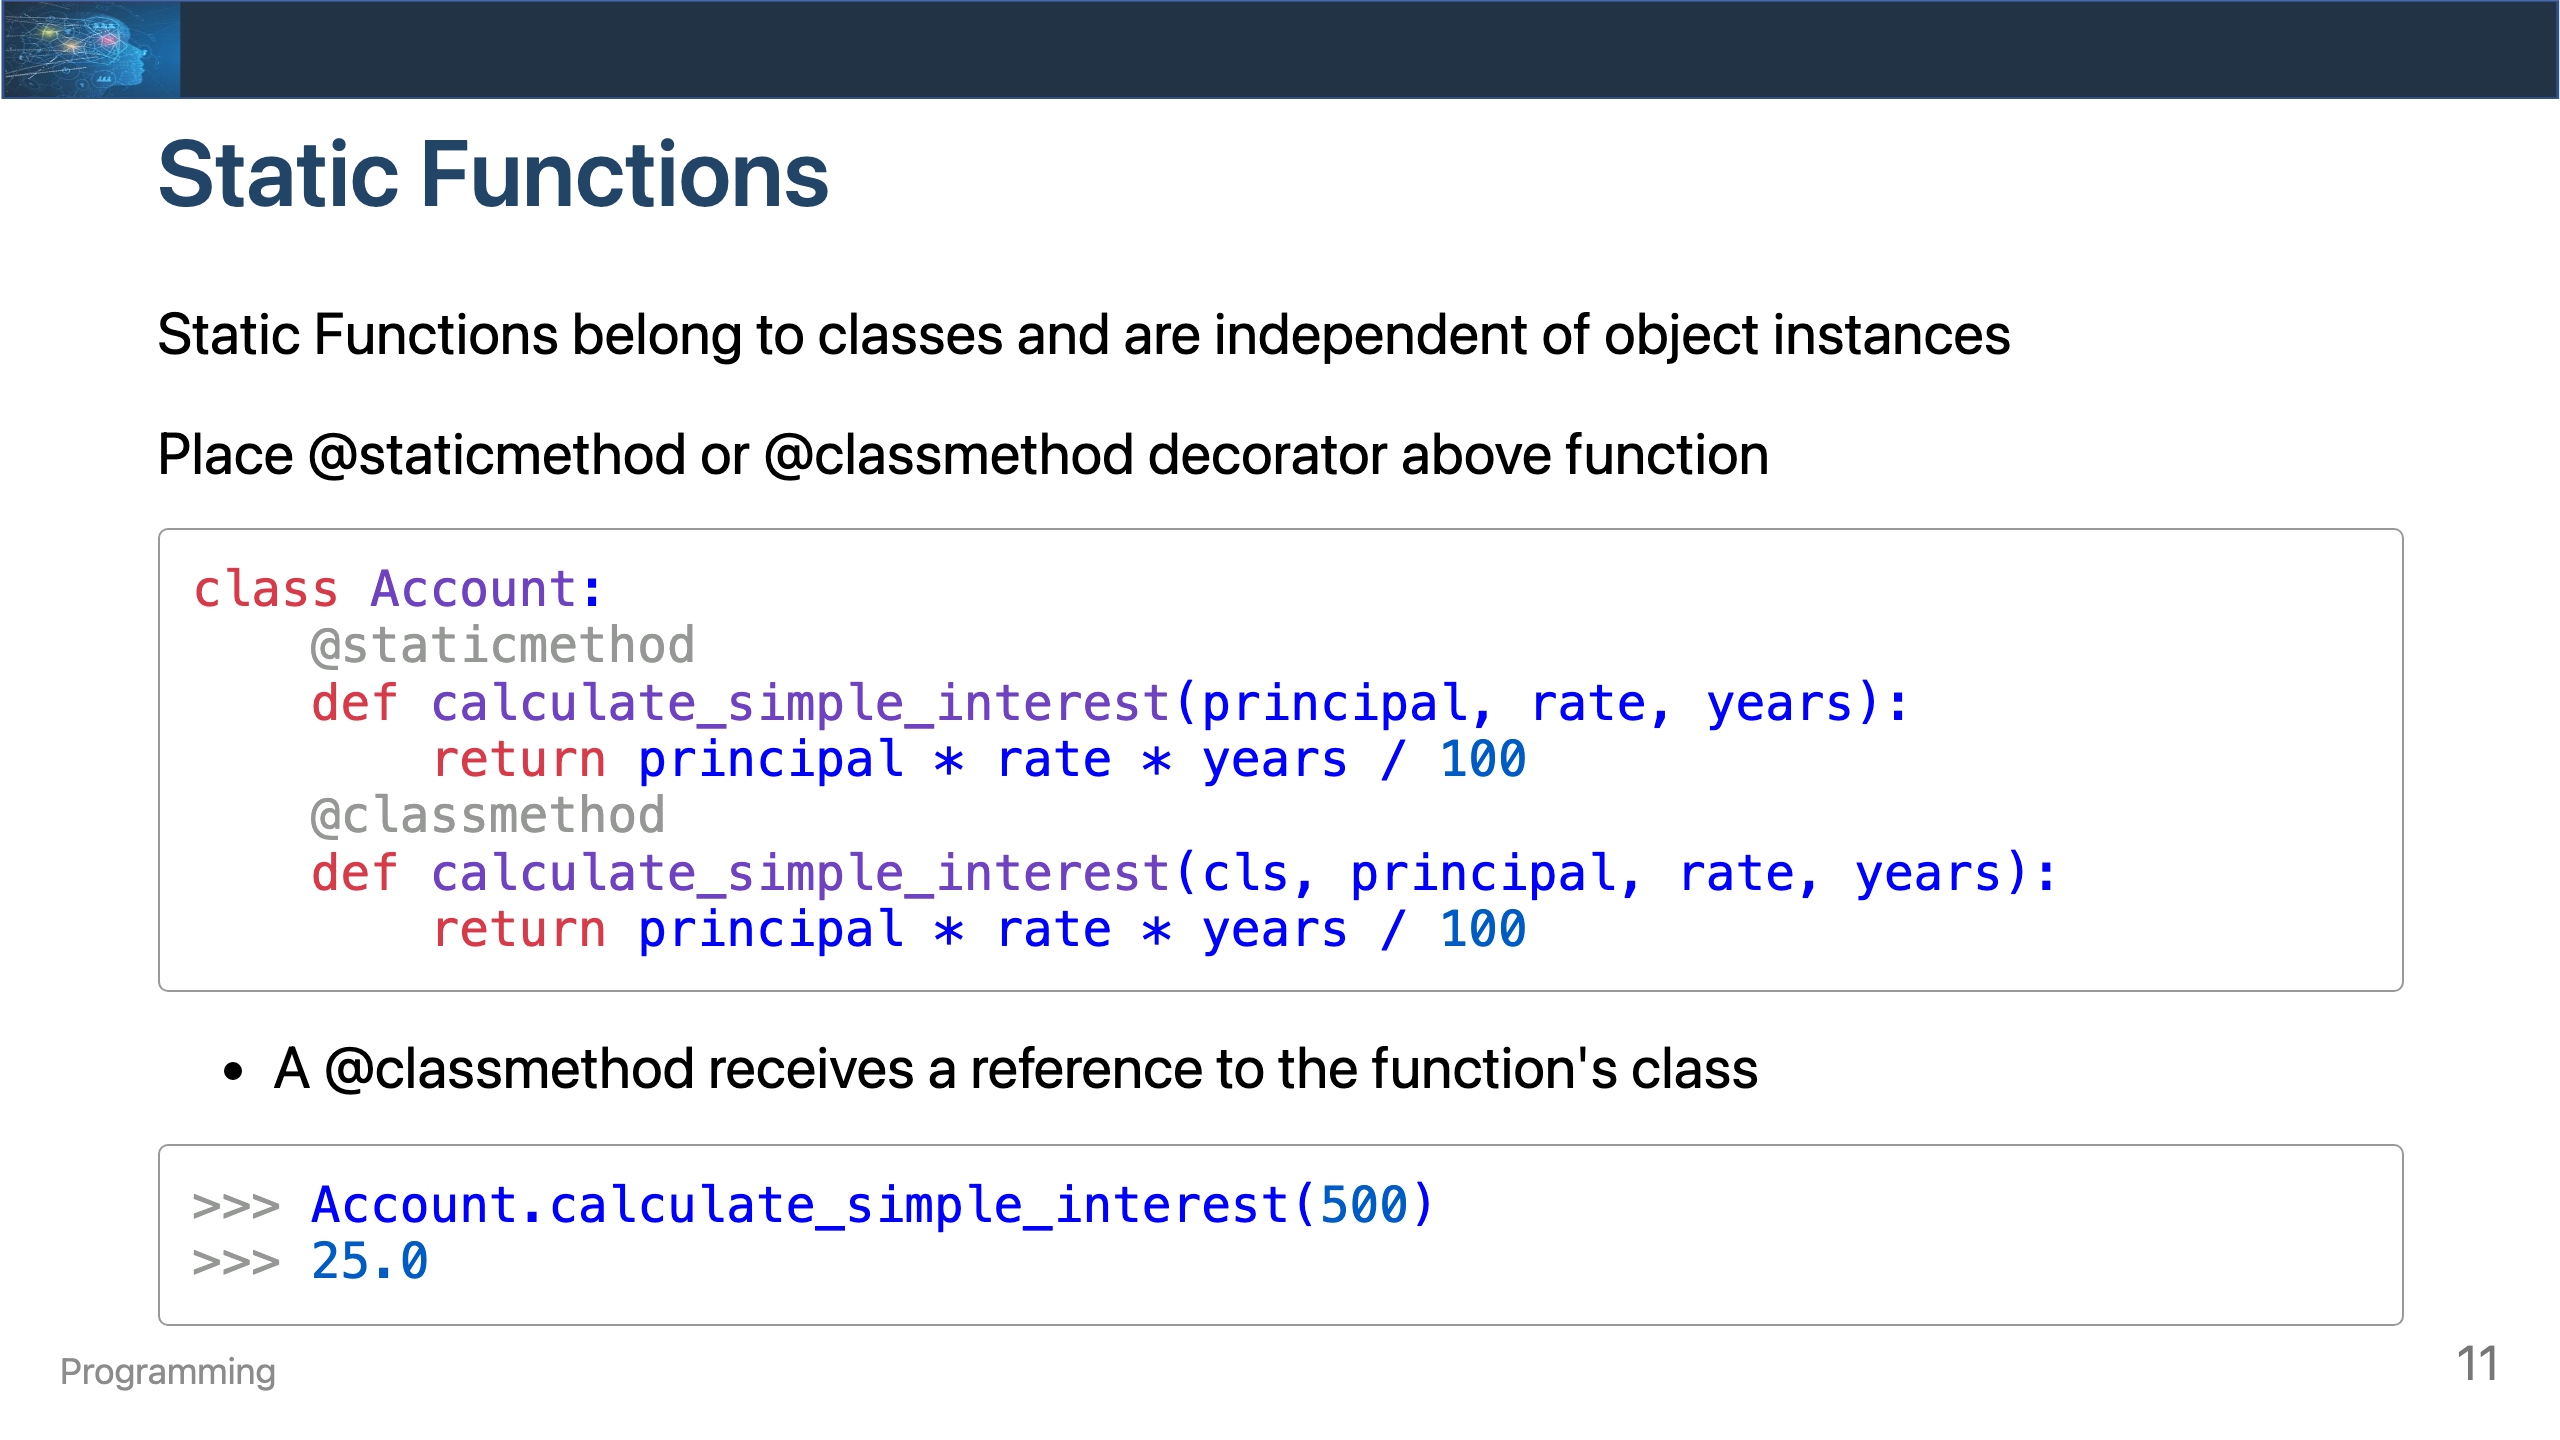 Static Functions
Static Functions belong to classes and are independent of object instances
Place @staticmethod or @classmethod decorator above function
class Account:
    @staticmethod
    def calculate_simple_interest(principal, rate, years):
        return principal * rate * years / 100
    @classmethod
    def calculate_simple_interest(cls, principal, rate, years):
        return principal * rate * years / 100
• A @classmethod receives a reference to the function's class
>>> Account.calculate_simple_interest(500)
>>> 25.0
Programming
11